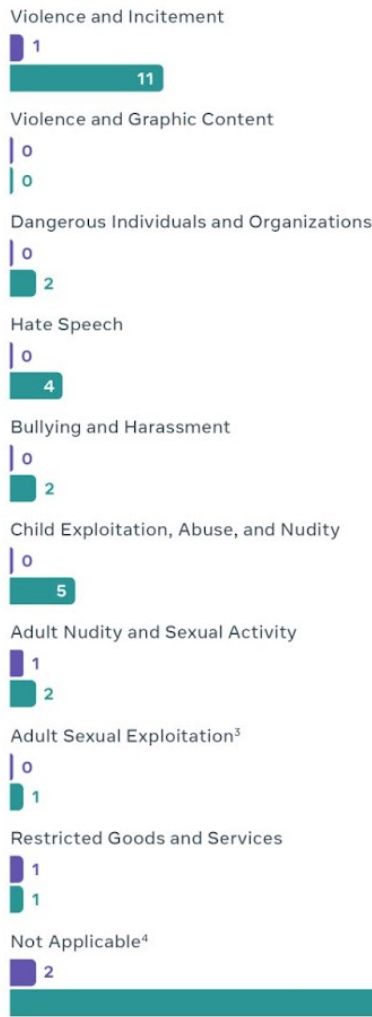 Violence and Incitement
1
11
Violence and Graphic Content
0
0
Dangerous Individuals and Organizations
0
2
Hate Speech
0
4
Bullying and Harassment
0
2
Child Exploitation, Abuse, and Nudity
0
5
Adult Nudity and Sexual Activity
1
2
Adult Sexual Exploitation³
0
1
Restricted Goods and Services
1
1
Not Applicable⁴
2